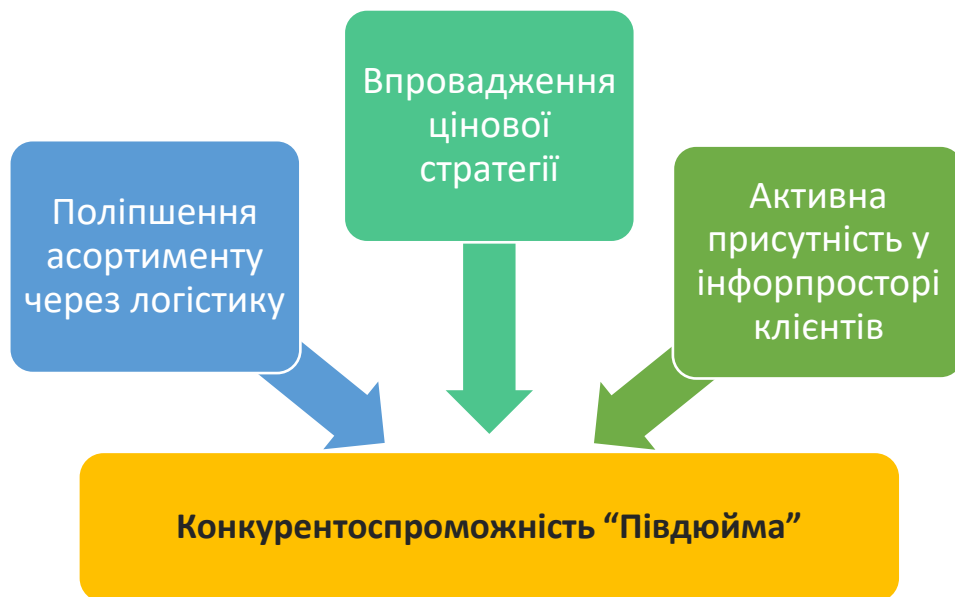 Впровадження
цінової
стратегії
Поліпшення
асортименту
через логістику
Активна
присутність у
інфорпросторі
клієнтів
Конкурентоспроможність “Півдюйма”